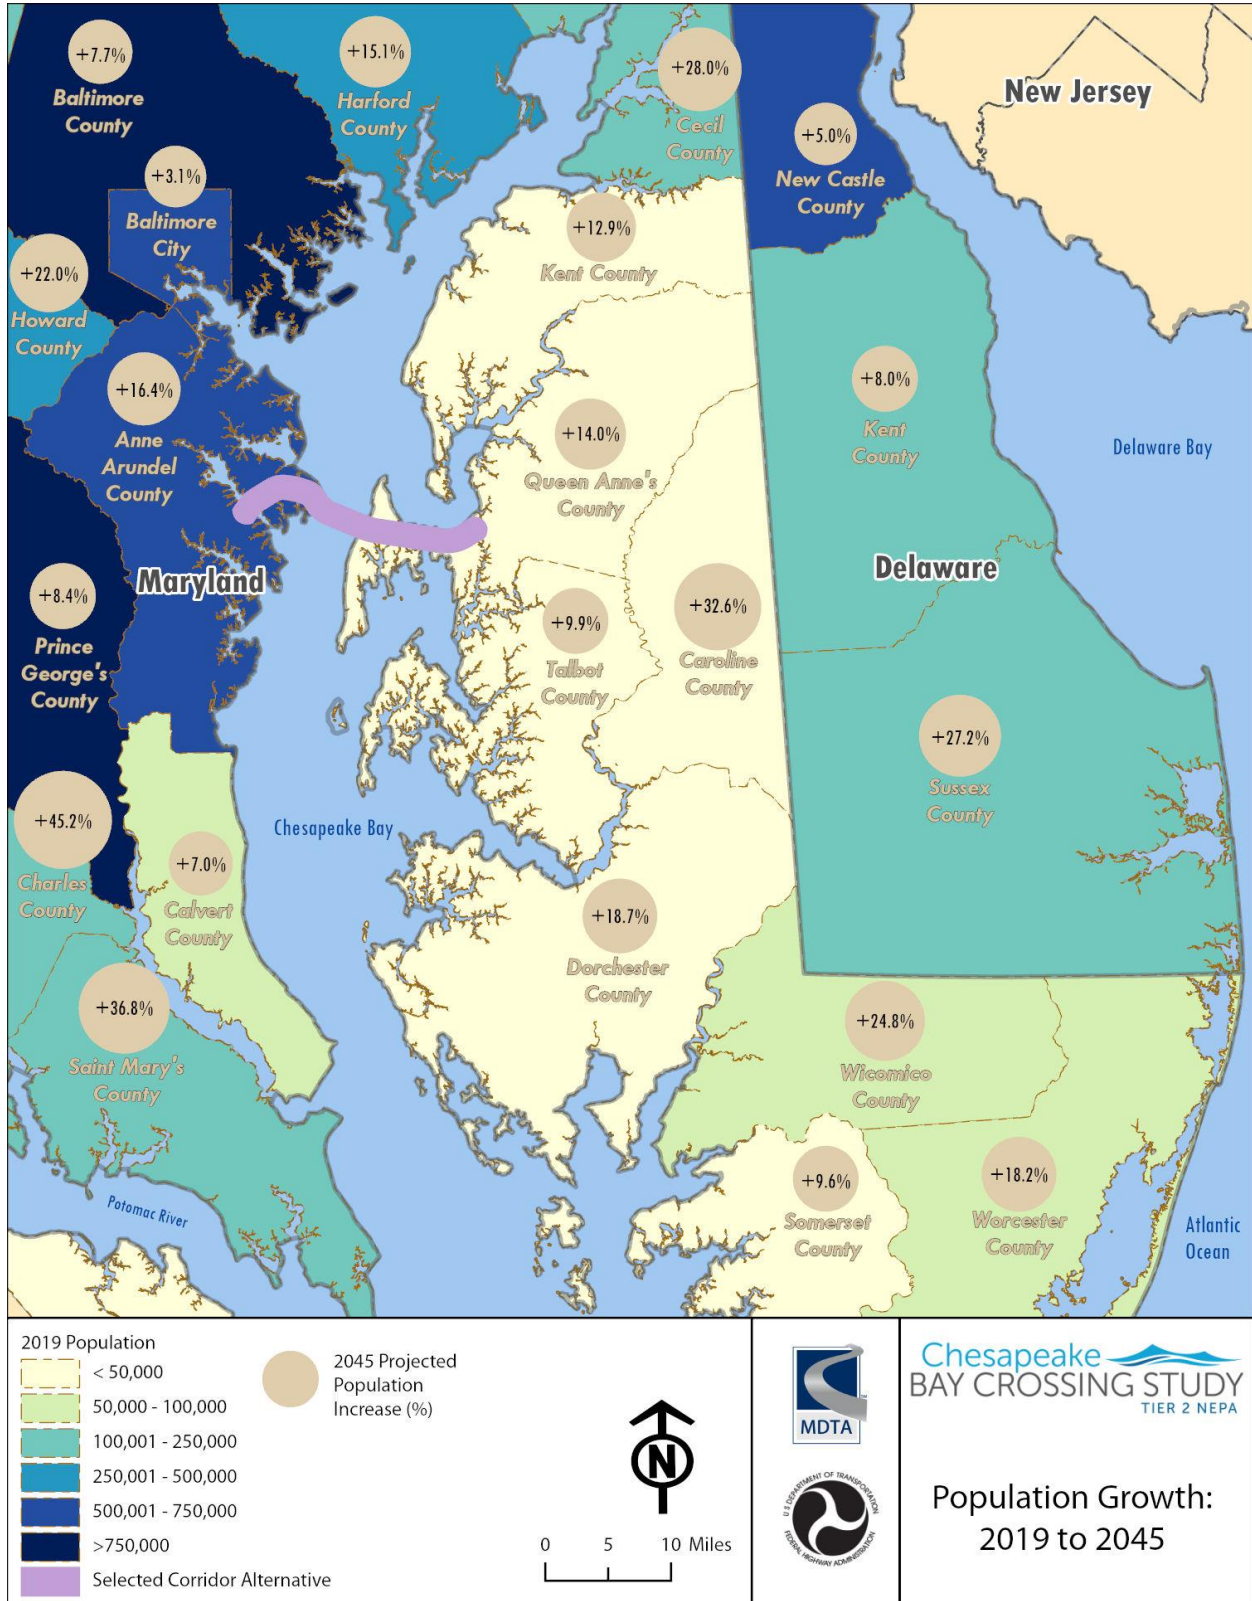 +7.7%
Baltimore
County
+15.1%
Harford
County
+28.0%
Cecil
County
New Jersey
+5.0%
New Castle
County
+3.1%
Baltimore
City
+12.9%
Kent County
+22.0%
Howard
County
+16.4%
Anne
Arundel
County
+14.0%
Queen Anne's
County
+8.0%
Kent
County
Delaware Bay
Maryland
Delaware
+8.4%
Prince
George's
County
+9.9%
Talbot
County
+32.6%
Caroline
County
+27.2%
Sussex
County
+45.2%
Charles
County
+7.0%
Calvert
County
Chesapeake Bay
+18.7%
Dorchester
County
+36.8%
Saint Mary's
County
+24.8%
Wicomico
County
+9.6%
Somerset
County
+18.2%
Worcester
County
Potomac River
Atlantic
Ocean
2019 Population
< 50,000
50,000 - 100,000
100,001 - 250,000
250,001 - 500,000
500,001 - 750,000
>750,000
Selected Corridor Alternative
2045 Projected
Population
Increase (%)
N
0 5 10 Miles
MDTA
U S DEPARTMENT OF TRANSPORTATION
FEDERAL HIGHWAY ADMINISTRATION
Chesapeake
BAY CROSSING STUDY
TIER 2 NEPA
Population Growth:
2019 to 2045